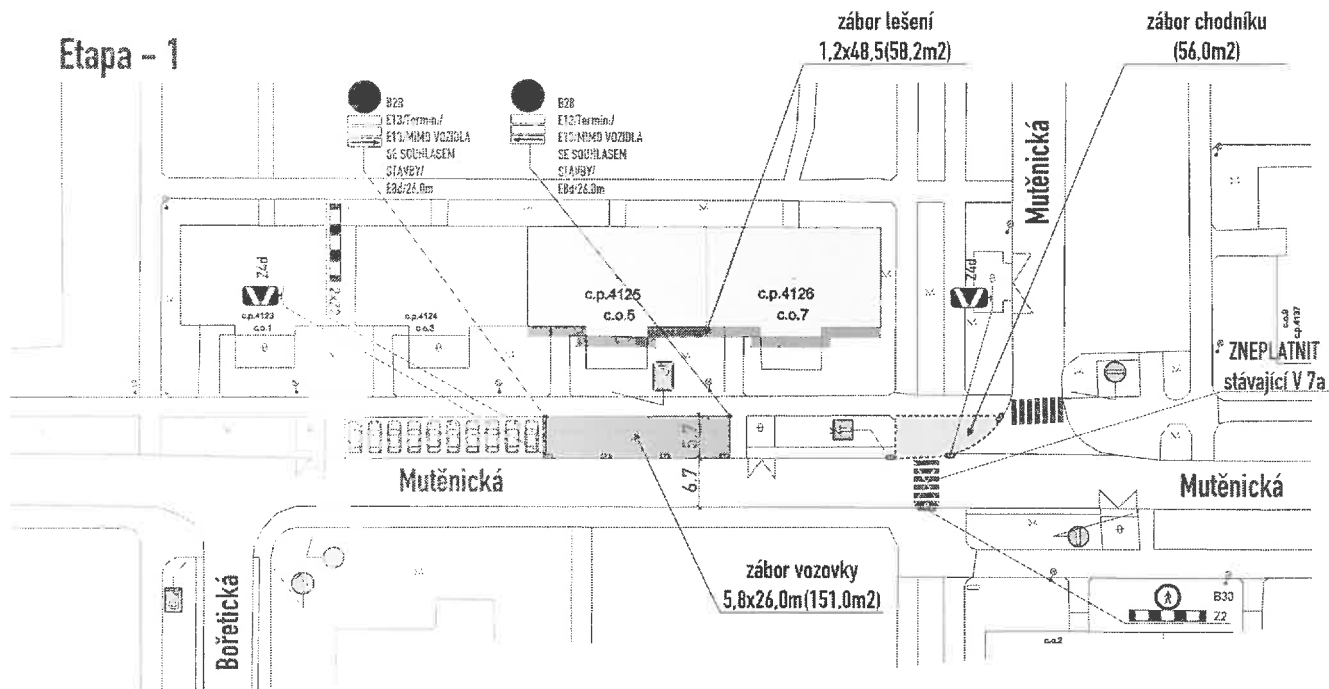 Etapa - 1
zábor lešení
1,2x48,5(58,2m2)
zábor chodníku
(56,0m2)
B28
E13/Termín:/
E13/MIMO VOZIDLA
SE SOUHLASEM
STAVBY/
E8d/26,0m
B28
E13/Termín:/
E13/MIMO VOZIDLA
SE SOUHLASEM
STAVBY/
E8d/26,0m
Mutěnická
Z4d
2xZ2
č.p.4123
č.o.1
č.p.4124
č.o.3
č.p.4125
č.o.5
č.p.4126
č.o.7
Z4d
č.o.9
č.p.4127
ZNEPLATNIT
stávající V 7a
5,7
6,7
Mutěnická
Mutěnická
zábor vozovky
5,8x26,0m(151,0m2)
Bořetická
B30
Z2
č.o.2